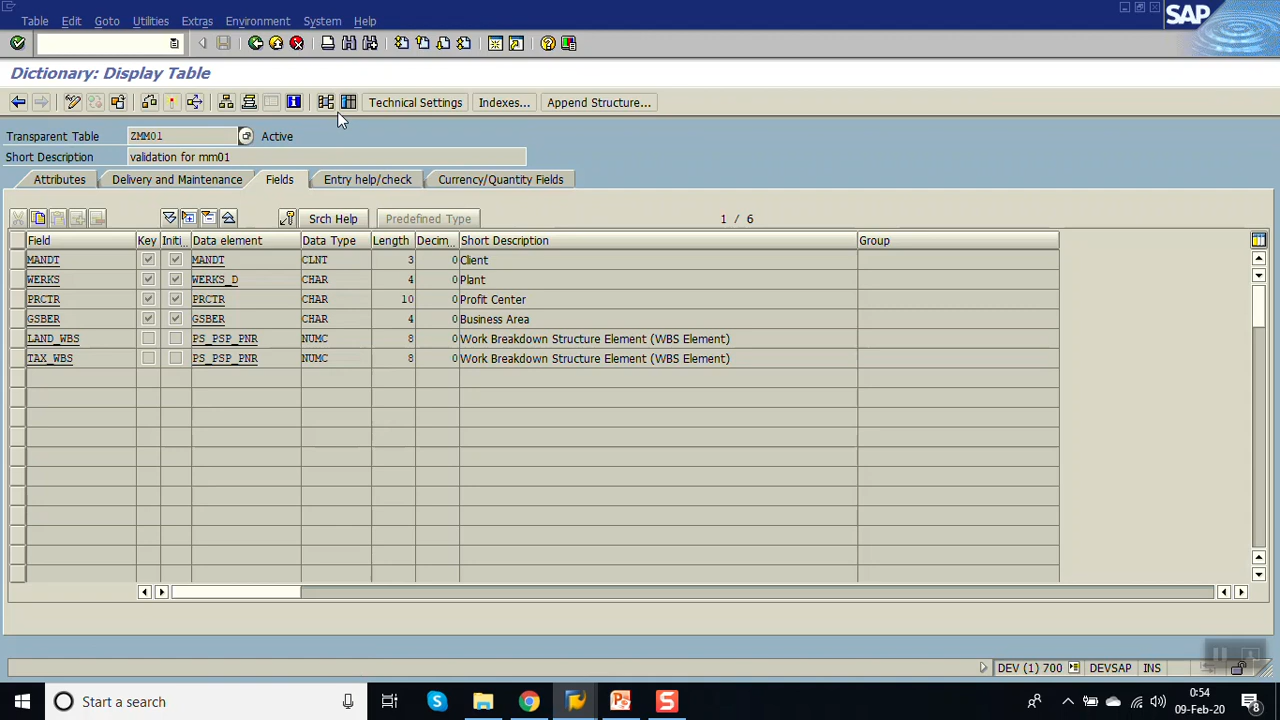 Table Edit Goto Utilities Extras Environment System Help
SAP
Dictionary: Display Table
Technical Settings Indexes... Append Structure...
Transparent Table ZMM01 Active
Short Description validation for mm01
Attributes Delivery and Maintenance Fields Entry help/check Currency/Quantity Fields
Srch Help Predefined Type 1 / 6
Field Key Initi... Data element Data Type Length Decim... Short Description Group
MANDT MANDT CLNT 3 0 Client
WERKS WERKS_D CHAR 4 0 Plant
PRCTR PRCTR CHAR 10 0 Profit Center
GSBER GSBER CHAR 4 0 Business Area
LAND_WBS PS_PSP_PNR NUMC 8 0 Work Breakdown Structure Element (WBS Element)
TAX_WBS PS_PSP_PNR NUMC 8 0 Work Breakdown Structure Element (WBS Element)
DEV (1) 700 DEVSAP INS
Start a search
0:54
09-Feb-20
8